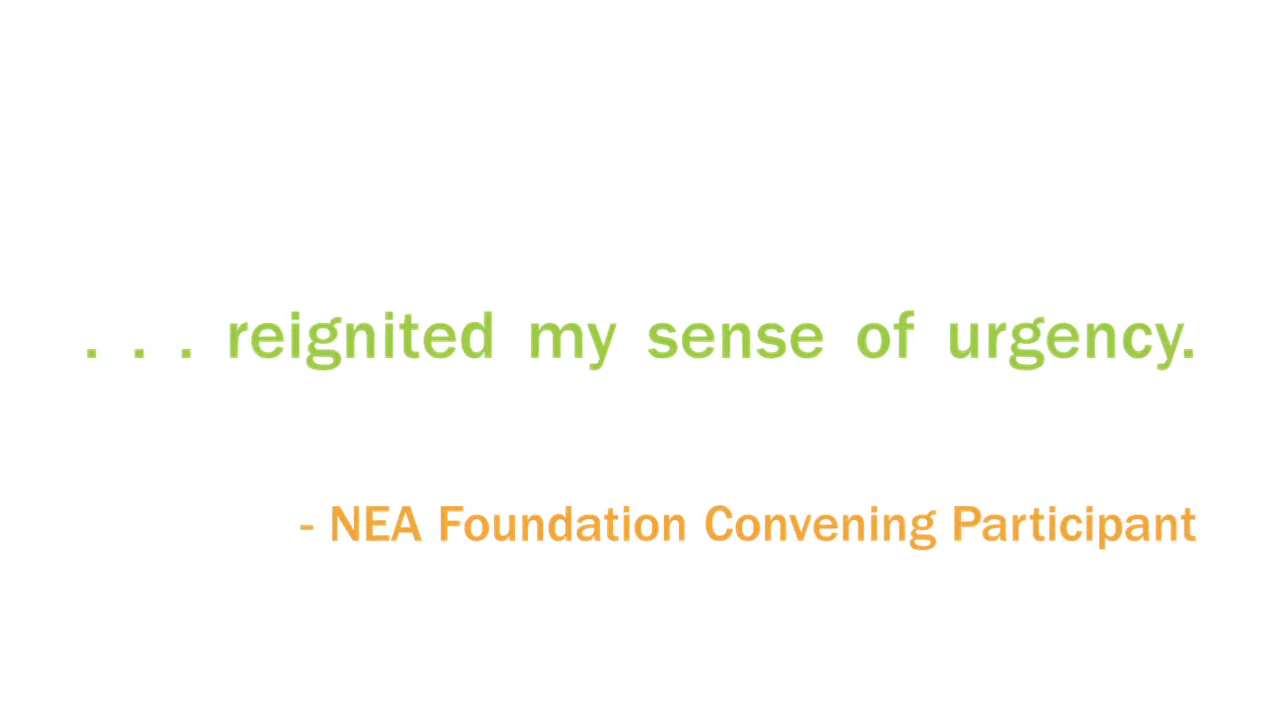 . . . reignited my sense of urgency.
- NEA Foundation Convening Participant